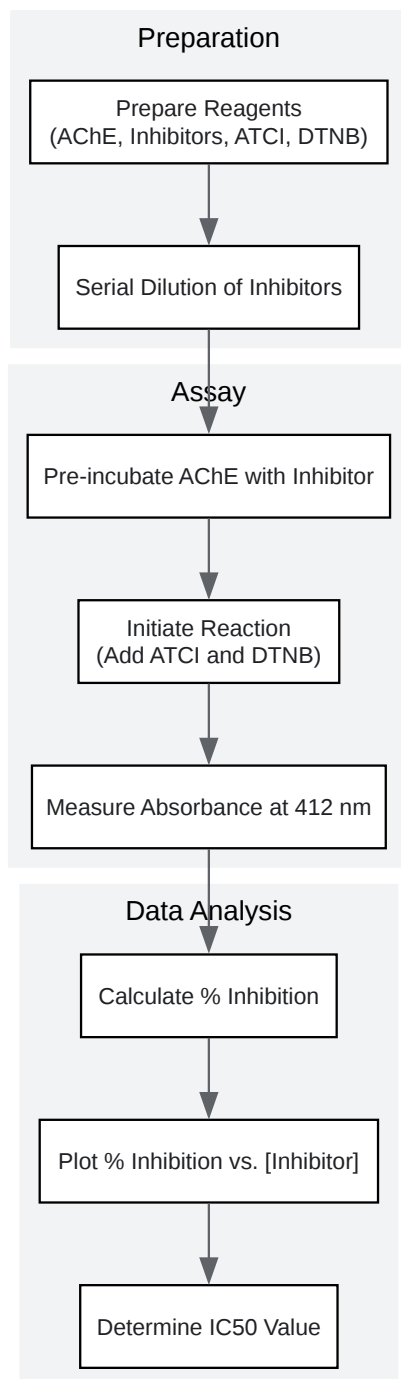 Preparation
Prepare Reagents
(AChE, Inhibitors, ATCI, DTNB)
Serial Dilution of Inhibitors
Assay
Pre-incubate AChE with Inhibitor
Initiate Reaction
(Add ATCI and DTNB)
Measure Absorbance at 412 nm
Data Analysis
Calculate % Inhibition
Plot % Inhibition vs. [Inhibitor]
Determine IC50 Value